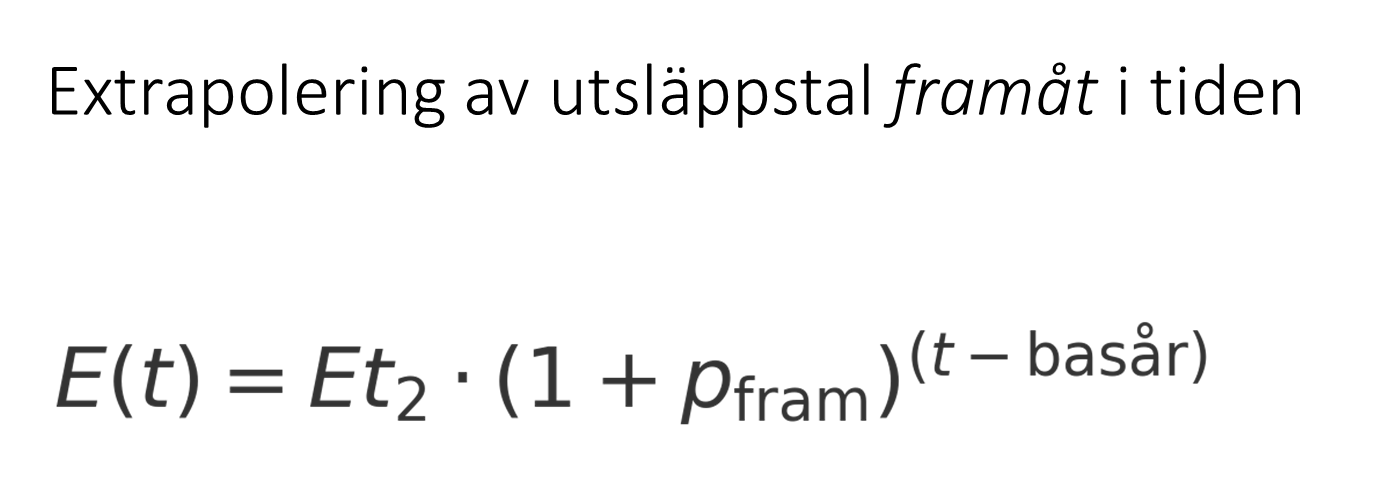 Extrapolering av utsläppstal framåt i tiden
E(t) = Et₂ · (1 + p_fram)^(t − basår)